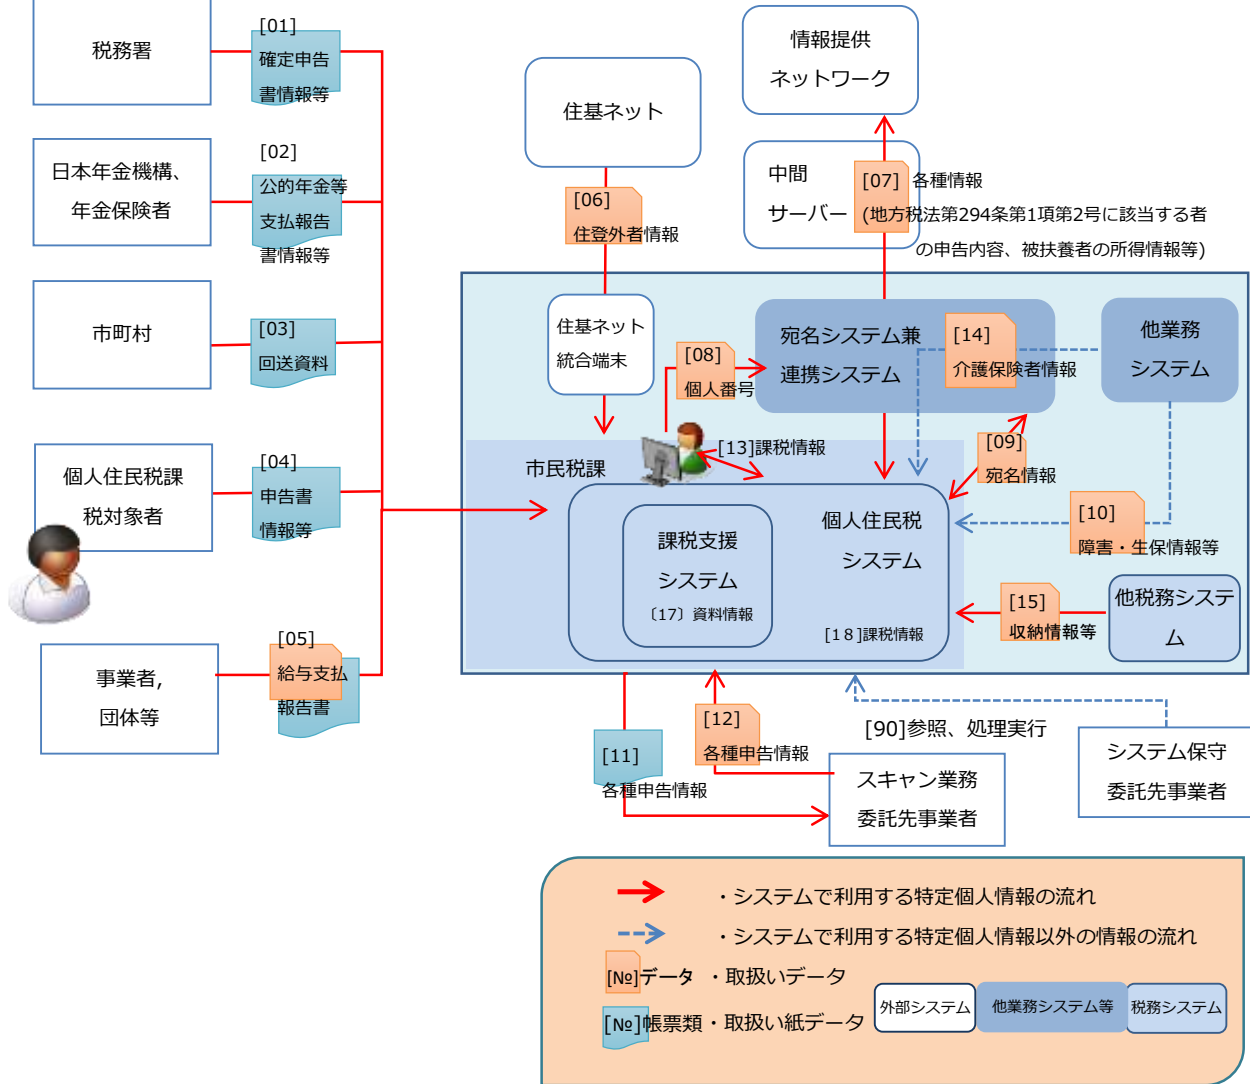 税務署
[01]
確定申告
書情報等
日本年金機構、
年金保険者
[02]
公的年金等
支払報告
書情報等
市町村
[03]
回送資料
個人住民税課
税対象者
[04]
申告書
情報等
事業者,
団体等
[05]
給与支払
報告書
住基ネット
[06]
住登外者情報
情報提供
ネットワーク
中間
サーバー
[07]
各種情報
(地方税法第294条第1項第2号に該当する者
の申告内容、被扶養者の所得情報等)
住基ネット
統合端末
[08]
個人番号
宛名システム兼
連携システム
[14]
介護保険者情報
他業務
システム
市民税課
[13]課税情報
[09]
宛名情報
[10]
障害・生保情報等
課税支援
システム
〔17〕資料情報
個人住民税
システム
[18]課税情報
[15]
収納情報等
他税務システ
ム
[11]
各種申告情報
[12]
各種申告情報
[90]参照、処理実行
スキャン業務
委託先事業者
システム保守
委託先事業者
・システムで利用する特定個人情報の流れ
・システムで利用する特定個人情報以外の情報の流れ
[№]データ ・取扱いデータ
[№]帳票類・取扱い紙データ
外部システム
他業務システム等
税務システム